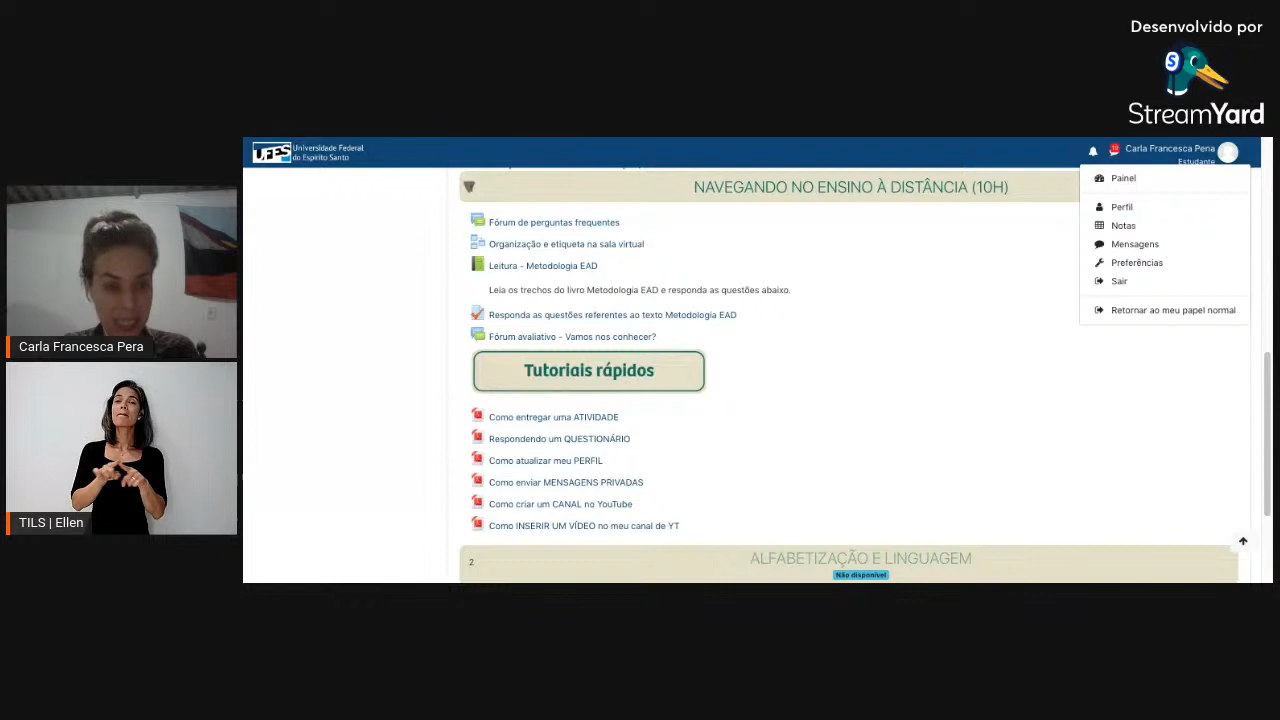 Desenvolvido por
StreamYard
UFES Universidade Federal
do Espírito Santo
Carla Francesca Pena
Estudante
NAVEGANDO NO ENSINO À DISTÂNCIA (10H)
Painel
Perfil
Notas
Mensagens
Preferências
Sair
Retornar ao meu papel normal
Fórum de perguntas frequentes
Organização e etiqueta na sala virtual
Leitura - Metodologia EAD
Leia os trechos do livro Metodologia EAD e responda as questões abaixo.
Responda as questões referentes ao texto Metodologia EAD
Fórum avaliativo - Vamos nos conhecer?
Tutoriais rápidos
Como entregar uma ATIVIDADE
Respondendo um QUESTIONÁRIO
Como atualizar meu PERFIL
Como enviar MENSAGENS PRIVADAS
Como criar um CANAL no YouTube
Como INSERIR UM VÍDEO no meu canal de YT
2
ALFABETIZAÇÃO E LINGUAGEM
Não disponível
Carla Francesca Pera
TILS | Ellen